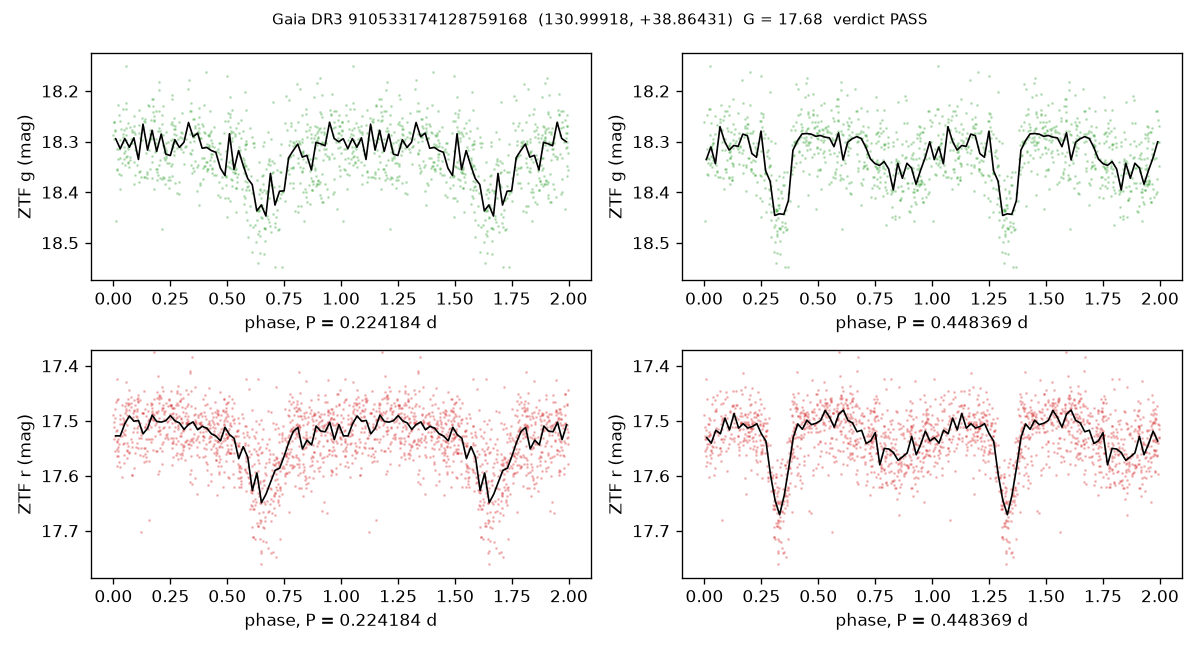 Gaia DR3 910533174128759168 (130.99918, +38.86431) G = 17.68 verdict PASS
ZTF g (mag)
18.2
18.3
18.4
18.5
0.00 0.25 0.50 0.75 1.00 1.25 1.50 1.75 2.00
phase, P = 0.224184 d
ZTF g (mag)
18.2
18.3
18.4
18.5
0.00 0.25 0.50 0.75 1.00 1.25 1.50 1.75 2.00
phase, P = 0.448369 d
ZTF r (mag)
17.4
17.5
17.6
17.7
0.00 0.25 0.50 0.75 1.00 1.25 1.50 1.75 2.00
phase, P = 0.224184 d
ZTF r (mag)
17.4
17.5
17.6
17.7
0.00 0.25 0.50 0.75 1.00 1.25 1.50 1.75 2.00
phase, P = 0.448369 d